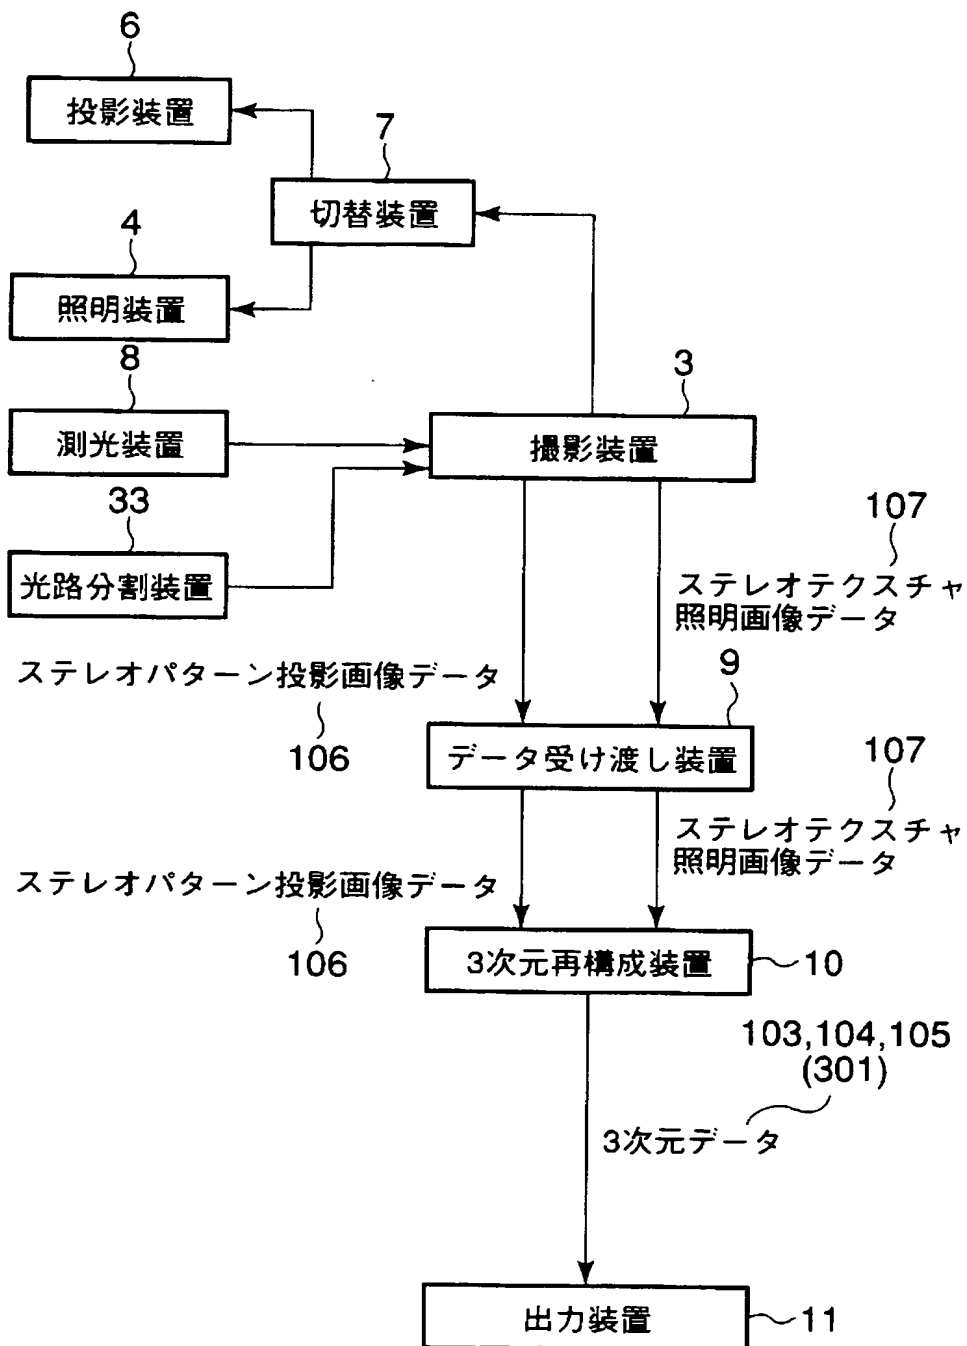 6
投影装置
7
切替装置
4
照明装置
8
測光装置
3
撮影装置
33
光路分割装置
107
ステレオテクスチャ
照明画像データ
ステレオパターン投影画像データ
106
9
データ受け渡し装置
107
ステレオテクスチャ
照明画像データ
ステレオパターン投影画像データ
106
3次元再構成装置
10
103,104,105
(301)
3次元データ
出力装置
11